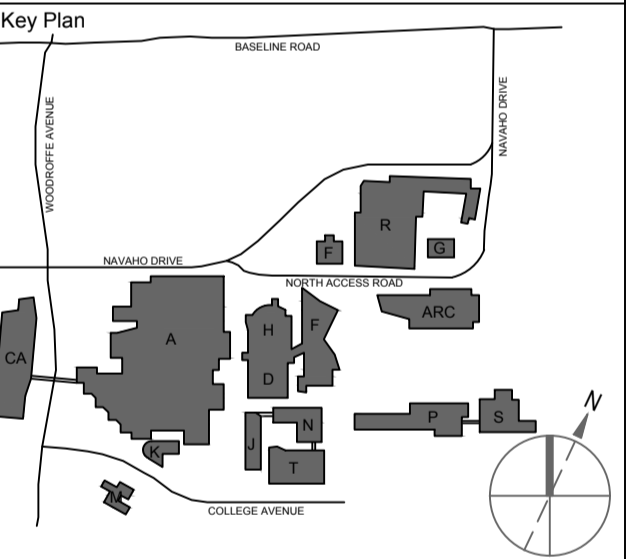 Key Plan
BASELINE ROAD
WOODROFFE AVENUE
NAVAHO DRIVE
R
F
G
NAVAHO DRIVE
NORTH ACCESS ROAD
ARC
H
F
A
CA
D
N
P
S
N
J
K
T
M
COLLEGE AVENUE